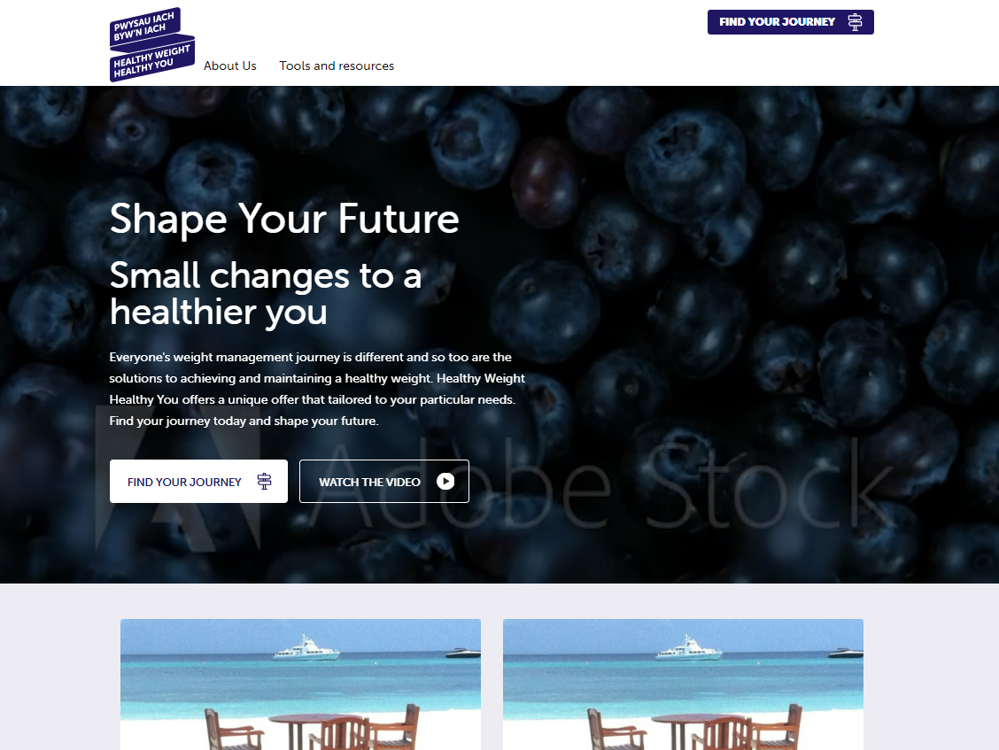 PWYSAU IACH
BYW'N IACH
HEALTHY WEIGHT
HEALTHY YOU
About Us
Tools and resources
FIND YOUR JOURNEY
Shape Your Future
Small changes to a
healthier you
Everyone's weight management journey is different and so too are the
solutions to achieving and maintaining a healthy weight. Healthy Weight
Healthy You offers a unique offer that tailored to your particular needs.
Find your journey today and shape your future.
FIND YOUR JOURNEY
WATCH THE VIDEO
Adobe Stock